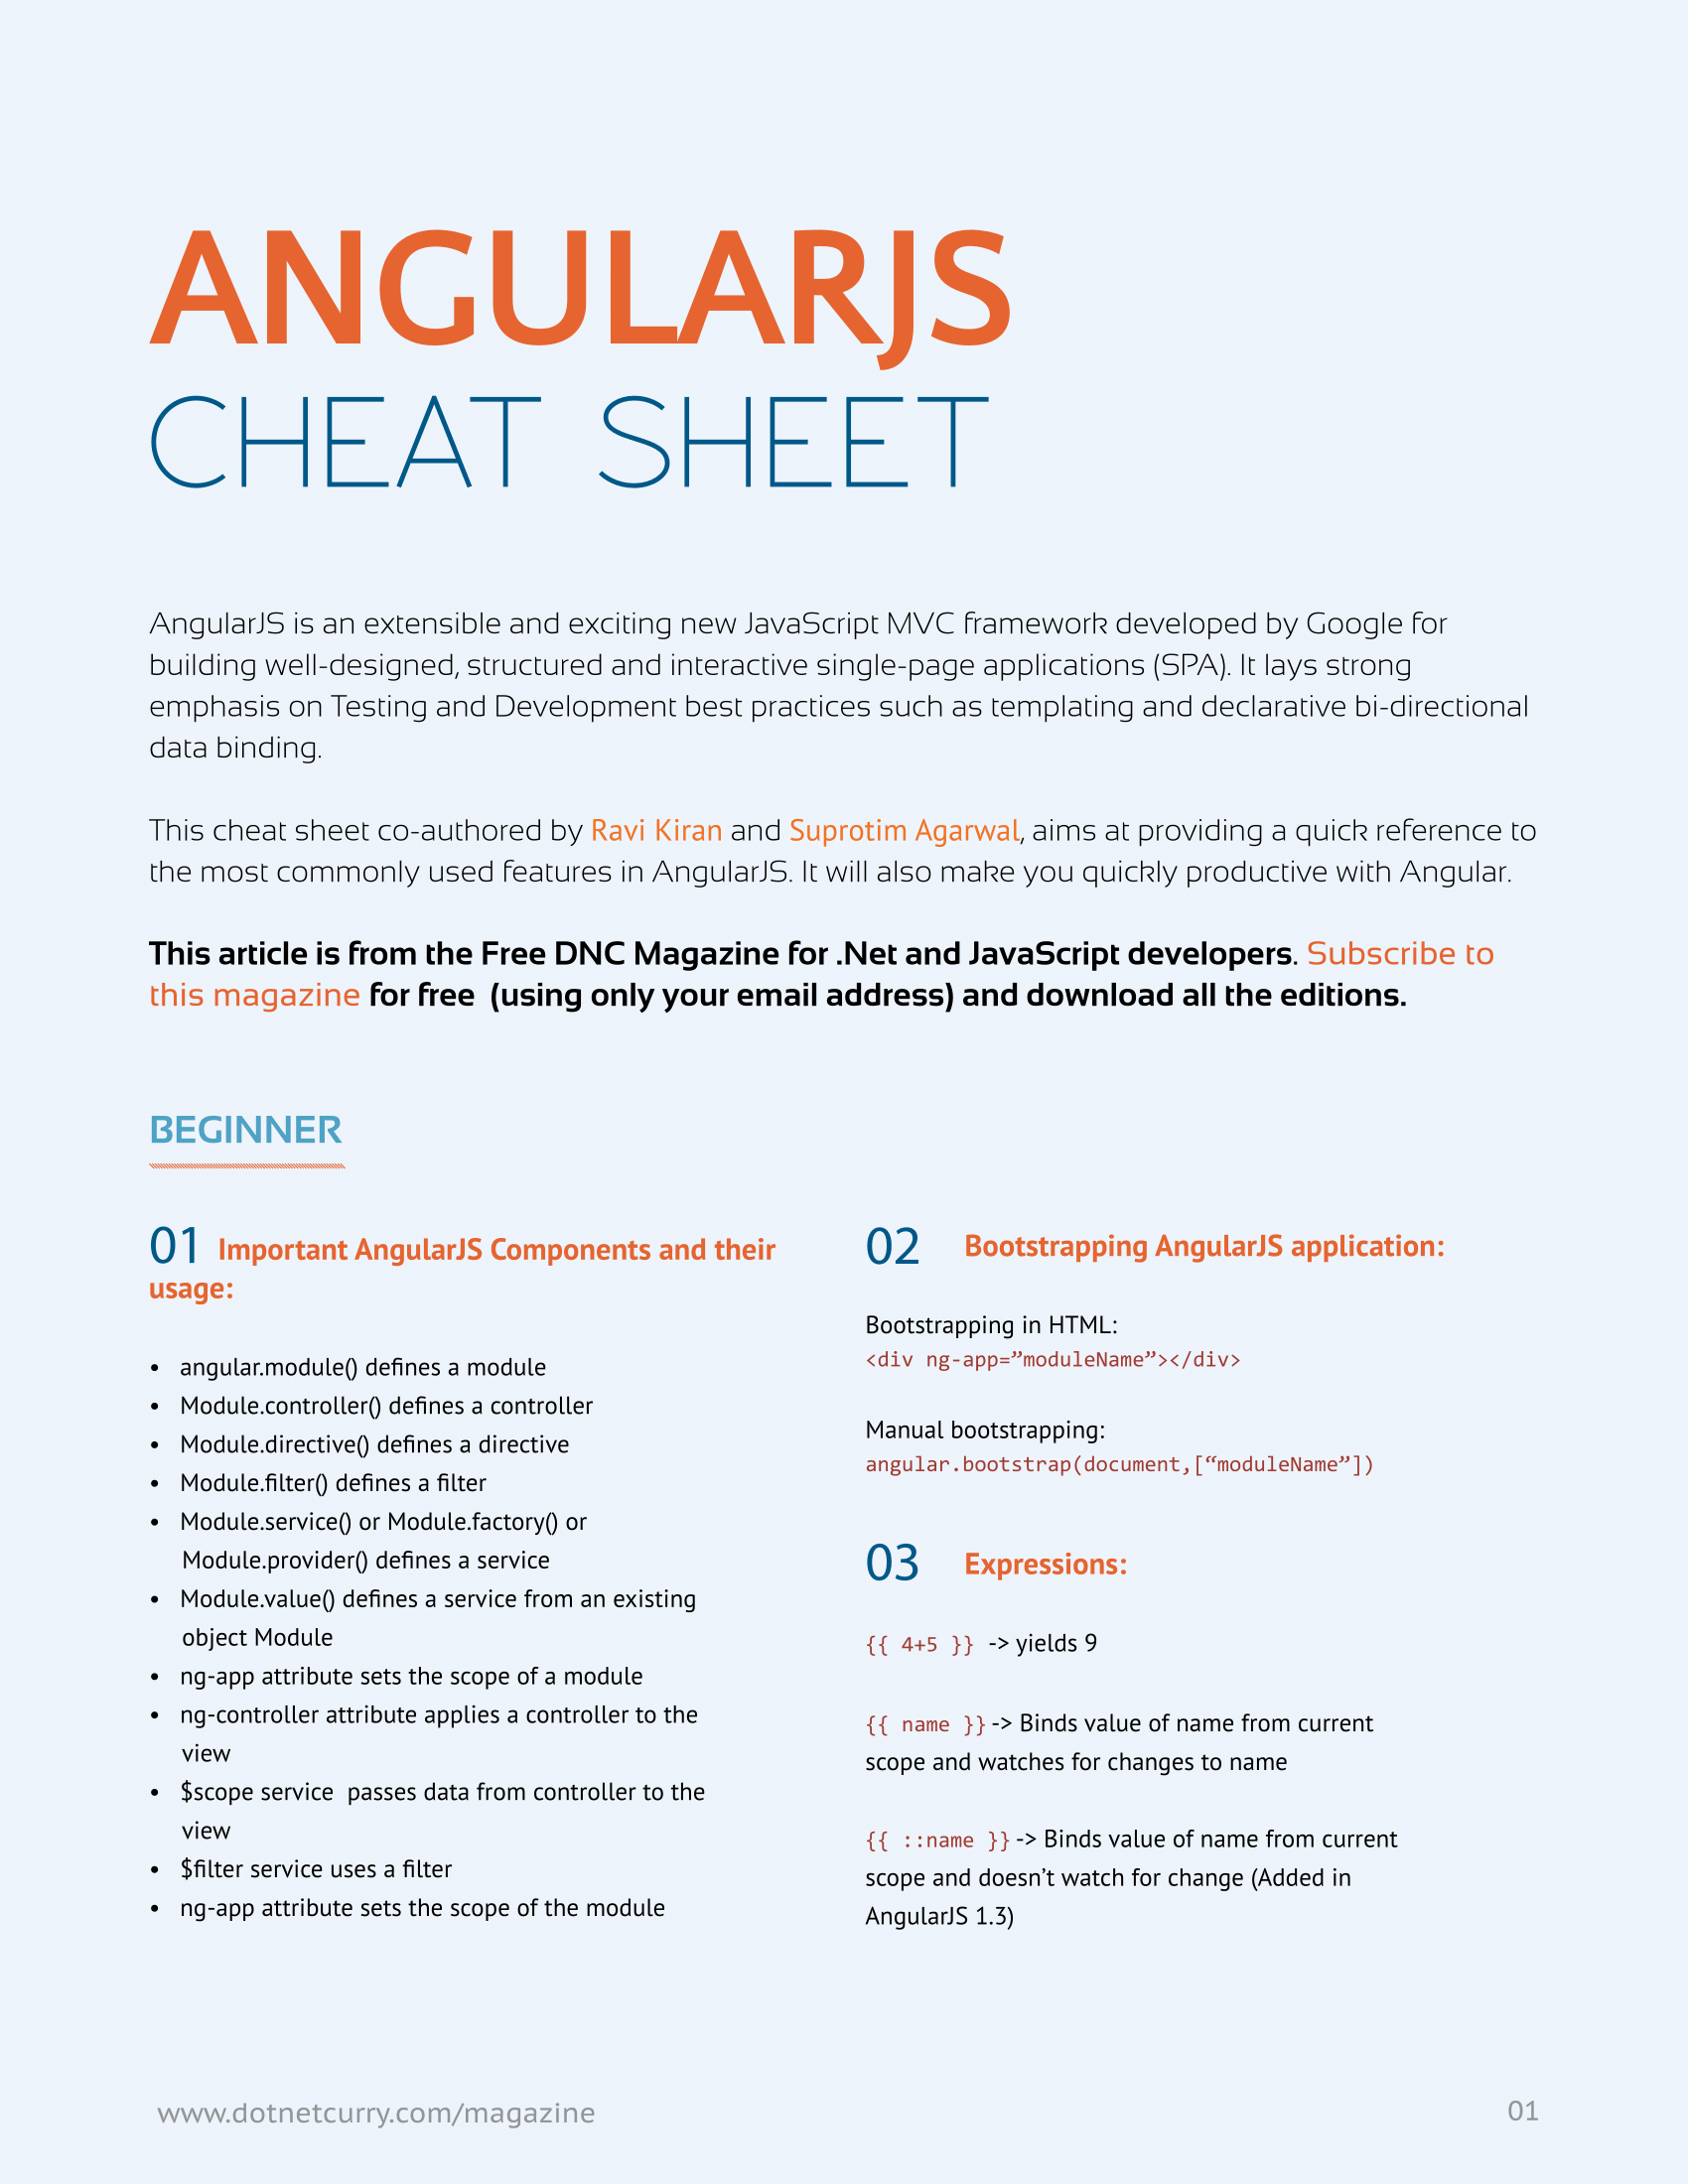 ANGULARJS
CHEAT SHEET
AngularJS is an extensible and exciting new JavaScript MVC framework developed by Google for
building well-designed, structured and interactive single-page applications (SPA). It lays strong
emphasis on Testing and Development best practices such as templating and declarative bi-directional
data binding.
This cheat sheet co-authored by Ravi Kiran and Suprotim Agarwal, aims at providing a quick reference to
the most commonly used features in AngularJS. It will also make you quickly productive with Angular.
This article is from the Free DNC Magazine for .Net and JavaScript developers. Subscribe to
this magazine for free  (using only your email address) and download all the editions.
BEGINNER
01 Important AngularJS Components and their
usage:
• angular.module() defines a module
• Module.controller() defines a controller
• Module.directive() defines a directive
• Module.filter() defines a filter
• Module.service() or Module.factory() or
Module.provider() defines a service
• Module.value() defines a service from an existing
object Module
• ng-app attribute sets the scope of a module
• ng-controller attribute applies a controller to the
view
• $scope service  passes data from controller to the
view
• $filter service uses a filter
• ng-app attribute sets the scope of the module
02 Bootstrapping AngularJS application:
Bootstrapping in HTML:
<div ng-app=”moduleName”></div>
Manual bootstrapping:
angular.bootstrap(document,[“moduleName”])
03 Expressions:
{{ 4+5 }} -> yields 9
{{ name }} -> Binds value of name from current
scope and watches for changes to name
{{ ::name }} -> Binds value of name from current
scope and doesn’t watch for change (Added in
AngularJS 1.3)
www.dotnetcurry.com/magazine
01